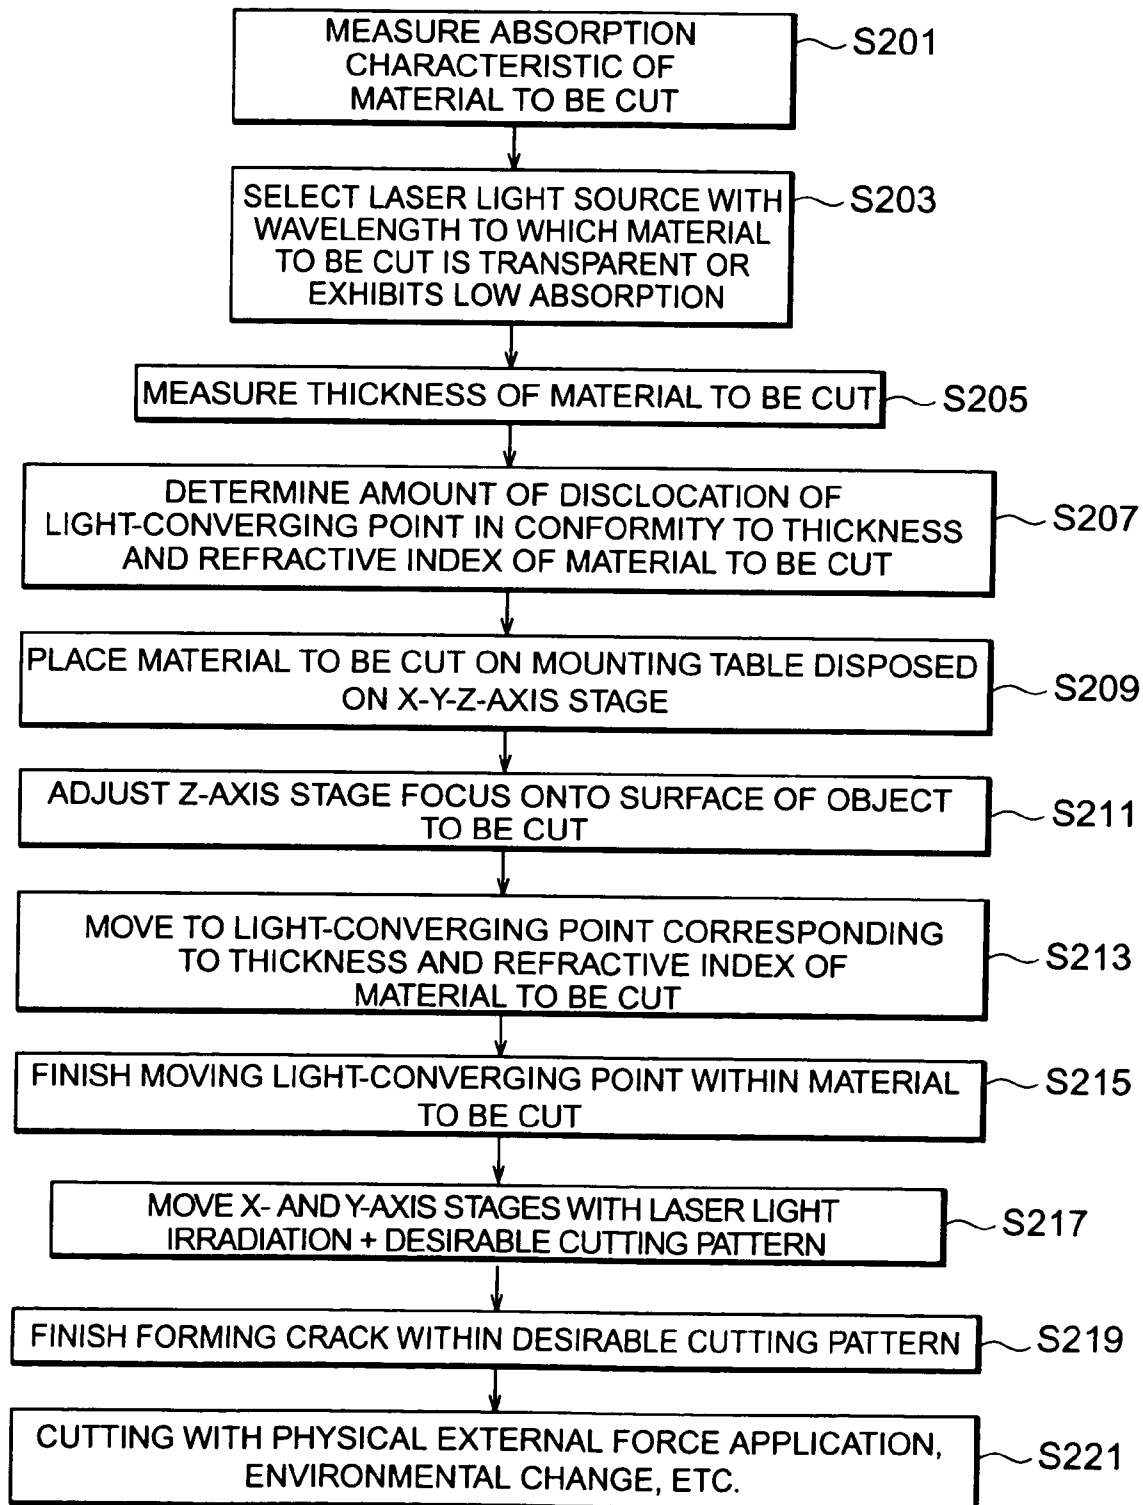 MEASURE ABSORPTION
CHARACTERISTIC OF
MATERIAL TO BE CUT
S201
SELECT LASER LIGHT SOURCE WITH
WAVELENGTH TO WHICH MATERIAL
TO BE CUT IS TRANSPARENT OR
EXHIBITS LOW ABSORPTION
S203
MEASURE THICKNESS OF MATERIAL TO BE CUT
S205
DETERMINE AMOUNT OF DISCLOCATION OF
LIGHT-CONVERGING POINT IN CONFORMITY TO THICKNESS
AND REFRACTIVE INDEX OF MATERIAL TO BE CUT
S207
PLACE MATERIAL TO BE CUT ON MOUNTING TABLE DISPOSED
ON X-Y-Z-AXIS STAGE
S209
ADJUST Z-AXIS STAGE FOCUS ONTO SURFACE OF OBJECT
TO BE CUT
S211
MOVE TO LIGHT-CONVERGING POINT CORRESPONDING
TO THICKNESS AND REFRACTIVE INDEX OF
MATERIAL TO BE CUT
S213
FINISH MOVING LIGHT-CONVERGING POINT WITHIN MATERIAL
TO BE CUT
S215
MOVE X- AND Y-AXIS STAGES WITH LASER LIGHT
IRRADIATION + DESIRABLE CUTTING PATTERN
S217
FINISH FORMING CRACK WITHIN DESIRABLE CUTTING PATTERN
S219
CUTTING WITH PHYSICAL EXTERNAL FORCE APPLICATION,
ENVIRONMENTAL CHANGE, ETC.
S221